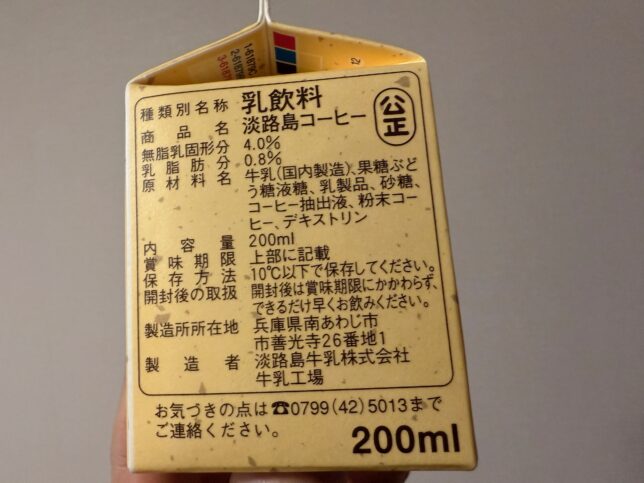 種類別名称 乳飲料
商品名 淡路島コーヒー
公正
無脂乳固形分 4.0%
乳脂肪分 0.8%
原材料名 牛乳(国内製造)、果糖ぶど
う糖液糖、乳製品、砂糖、
コーヒー抽出液、粉末コー
ヒー、デキストリン
内容量 200ml
賞味期限 上部に記載
保存方法 10℃以下で保存してください。
開封後の取扱 開封後は賞味期限にかかわらず、
できるだけ早くお飲みください。
製造所所在地 兵庫県南あわじ市
市善光寺26番地1
製造者 淡路島牛乳株式会社
牛乳工場
お気づきの点は☎0799(42)5013まで
ご連絡ください。
200ml